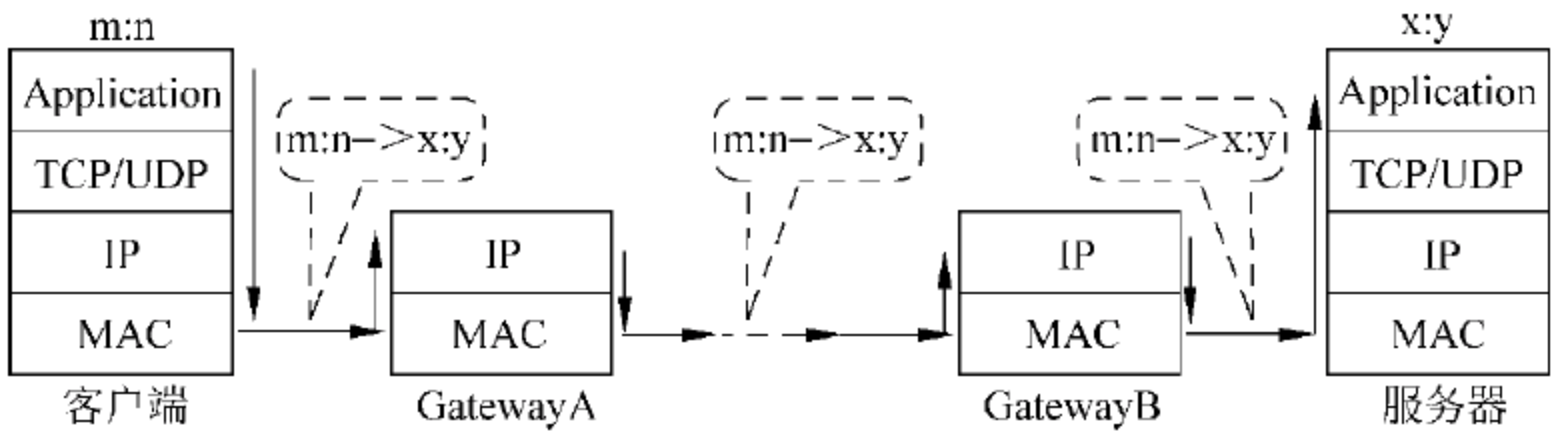 m:n
Application
TCP/UDP
IP
MAC
客户端
m:n->x:y
IP
MAC
GatewayA
m:n->x:y
IP
MAC
GatewayB
m:n->x:y
x:y
Application
TCP/UDP
IP
MAC
服务器